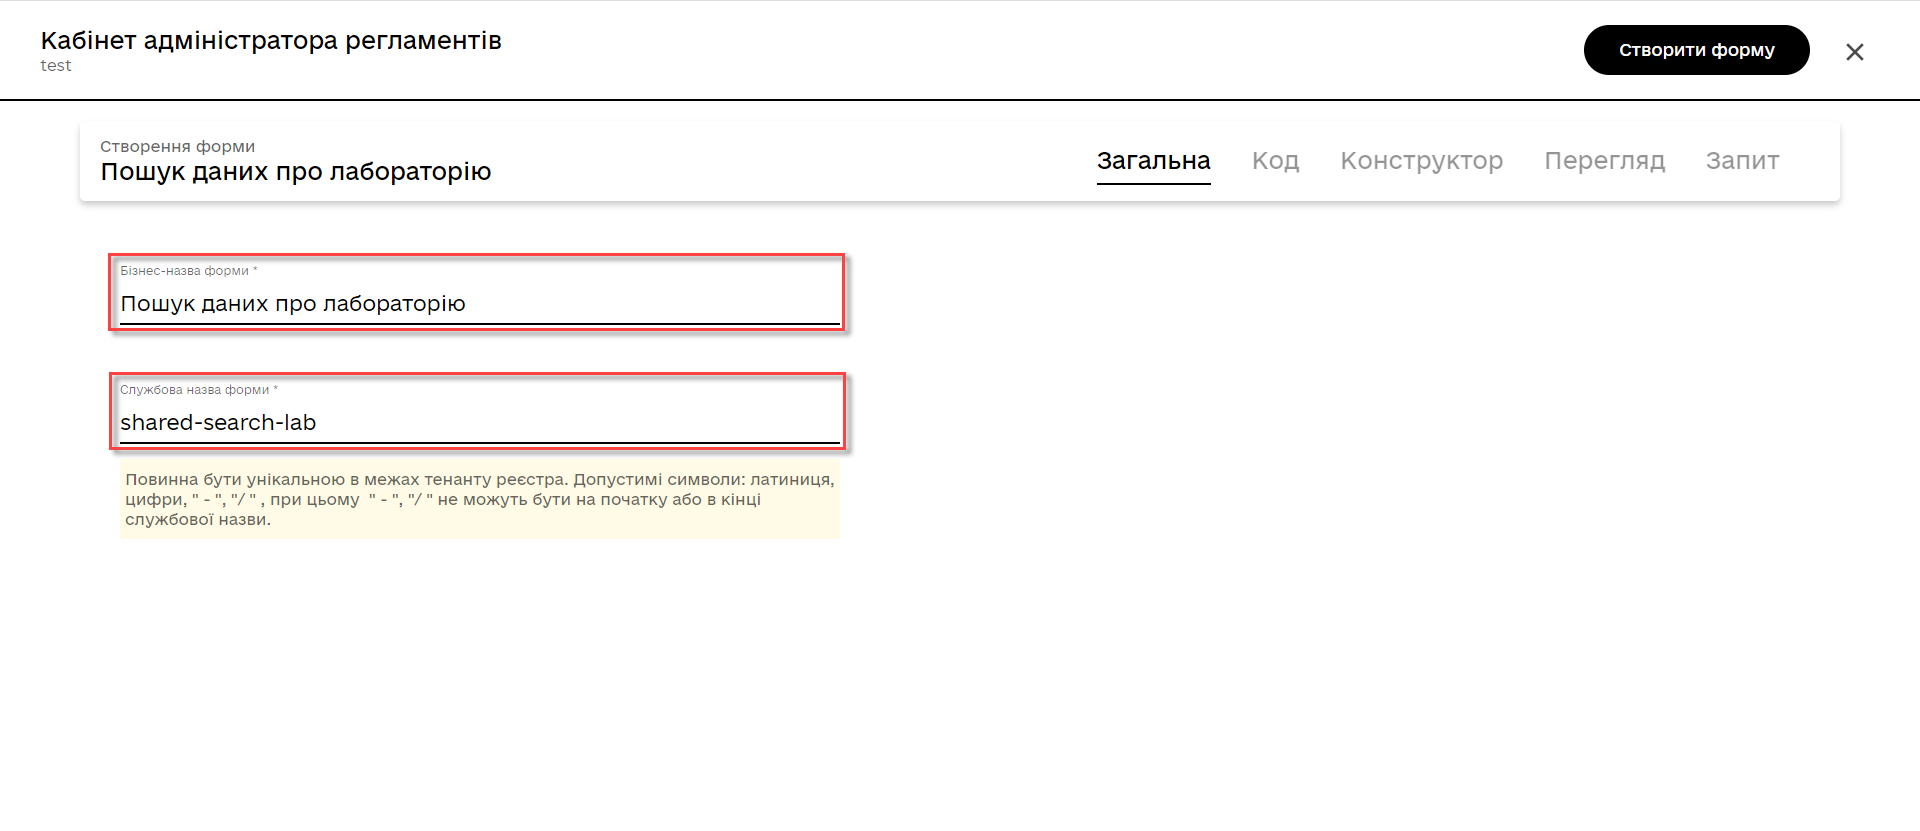 Кабінет адміністратора регламентів
test
Створити форму
Створення форми
Пошук даних про лабораторію
Загальна
Код
Конструктор
Перегляд
Запит
Бізнес-назва форми *
Пошук даних про лабораторію
Службова назва форми *
shared-search-lab
Повинна бути унікальною в межах тенанту реєстра. Допустимі символи: латиниця,
цифри, " - ", "/ " , при цьому " - ", "/ " не можуть бути на початку або в кінці
службової назви.